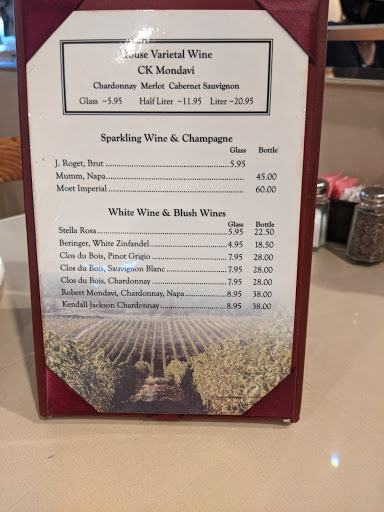 House Varietal Wine
CK Mondavi
Chardonnay Merlot Cabernet Sauvignon
Glass ~5.95 Half Liter ~11.95 Liter ~20.95
Sparkling Wine & Champagne
Glass Bottle
J. Roget, Brut 5.95
Mumm, Napa 45.00
Moet Imperial 60.00
White Wine & Blush Wines
Glass Bottle
Stella Rosa 5.95 22.50
Beringer, White Zinfandel 4.95 18.50
Clos du Bois, Pinot Grigio 7.95 28.00
Clos du Bois, Sauvignon Blanc 7.95 28.00
Clos du Bois, Chardonnay 7.95 28.00
Robert Mondavi, Chardonnay, Napa 8.95 38.00
Kendall Jackson Chardonnay 8.95 38.00